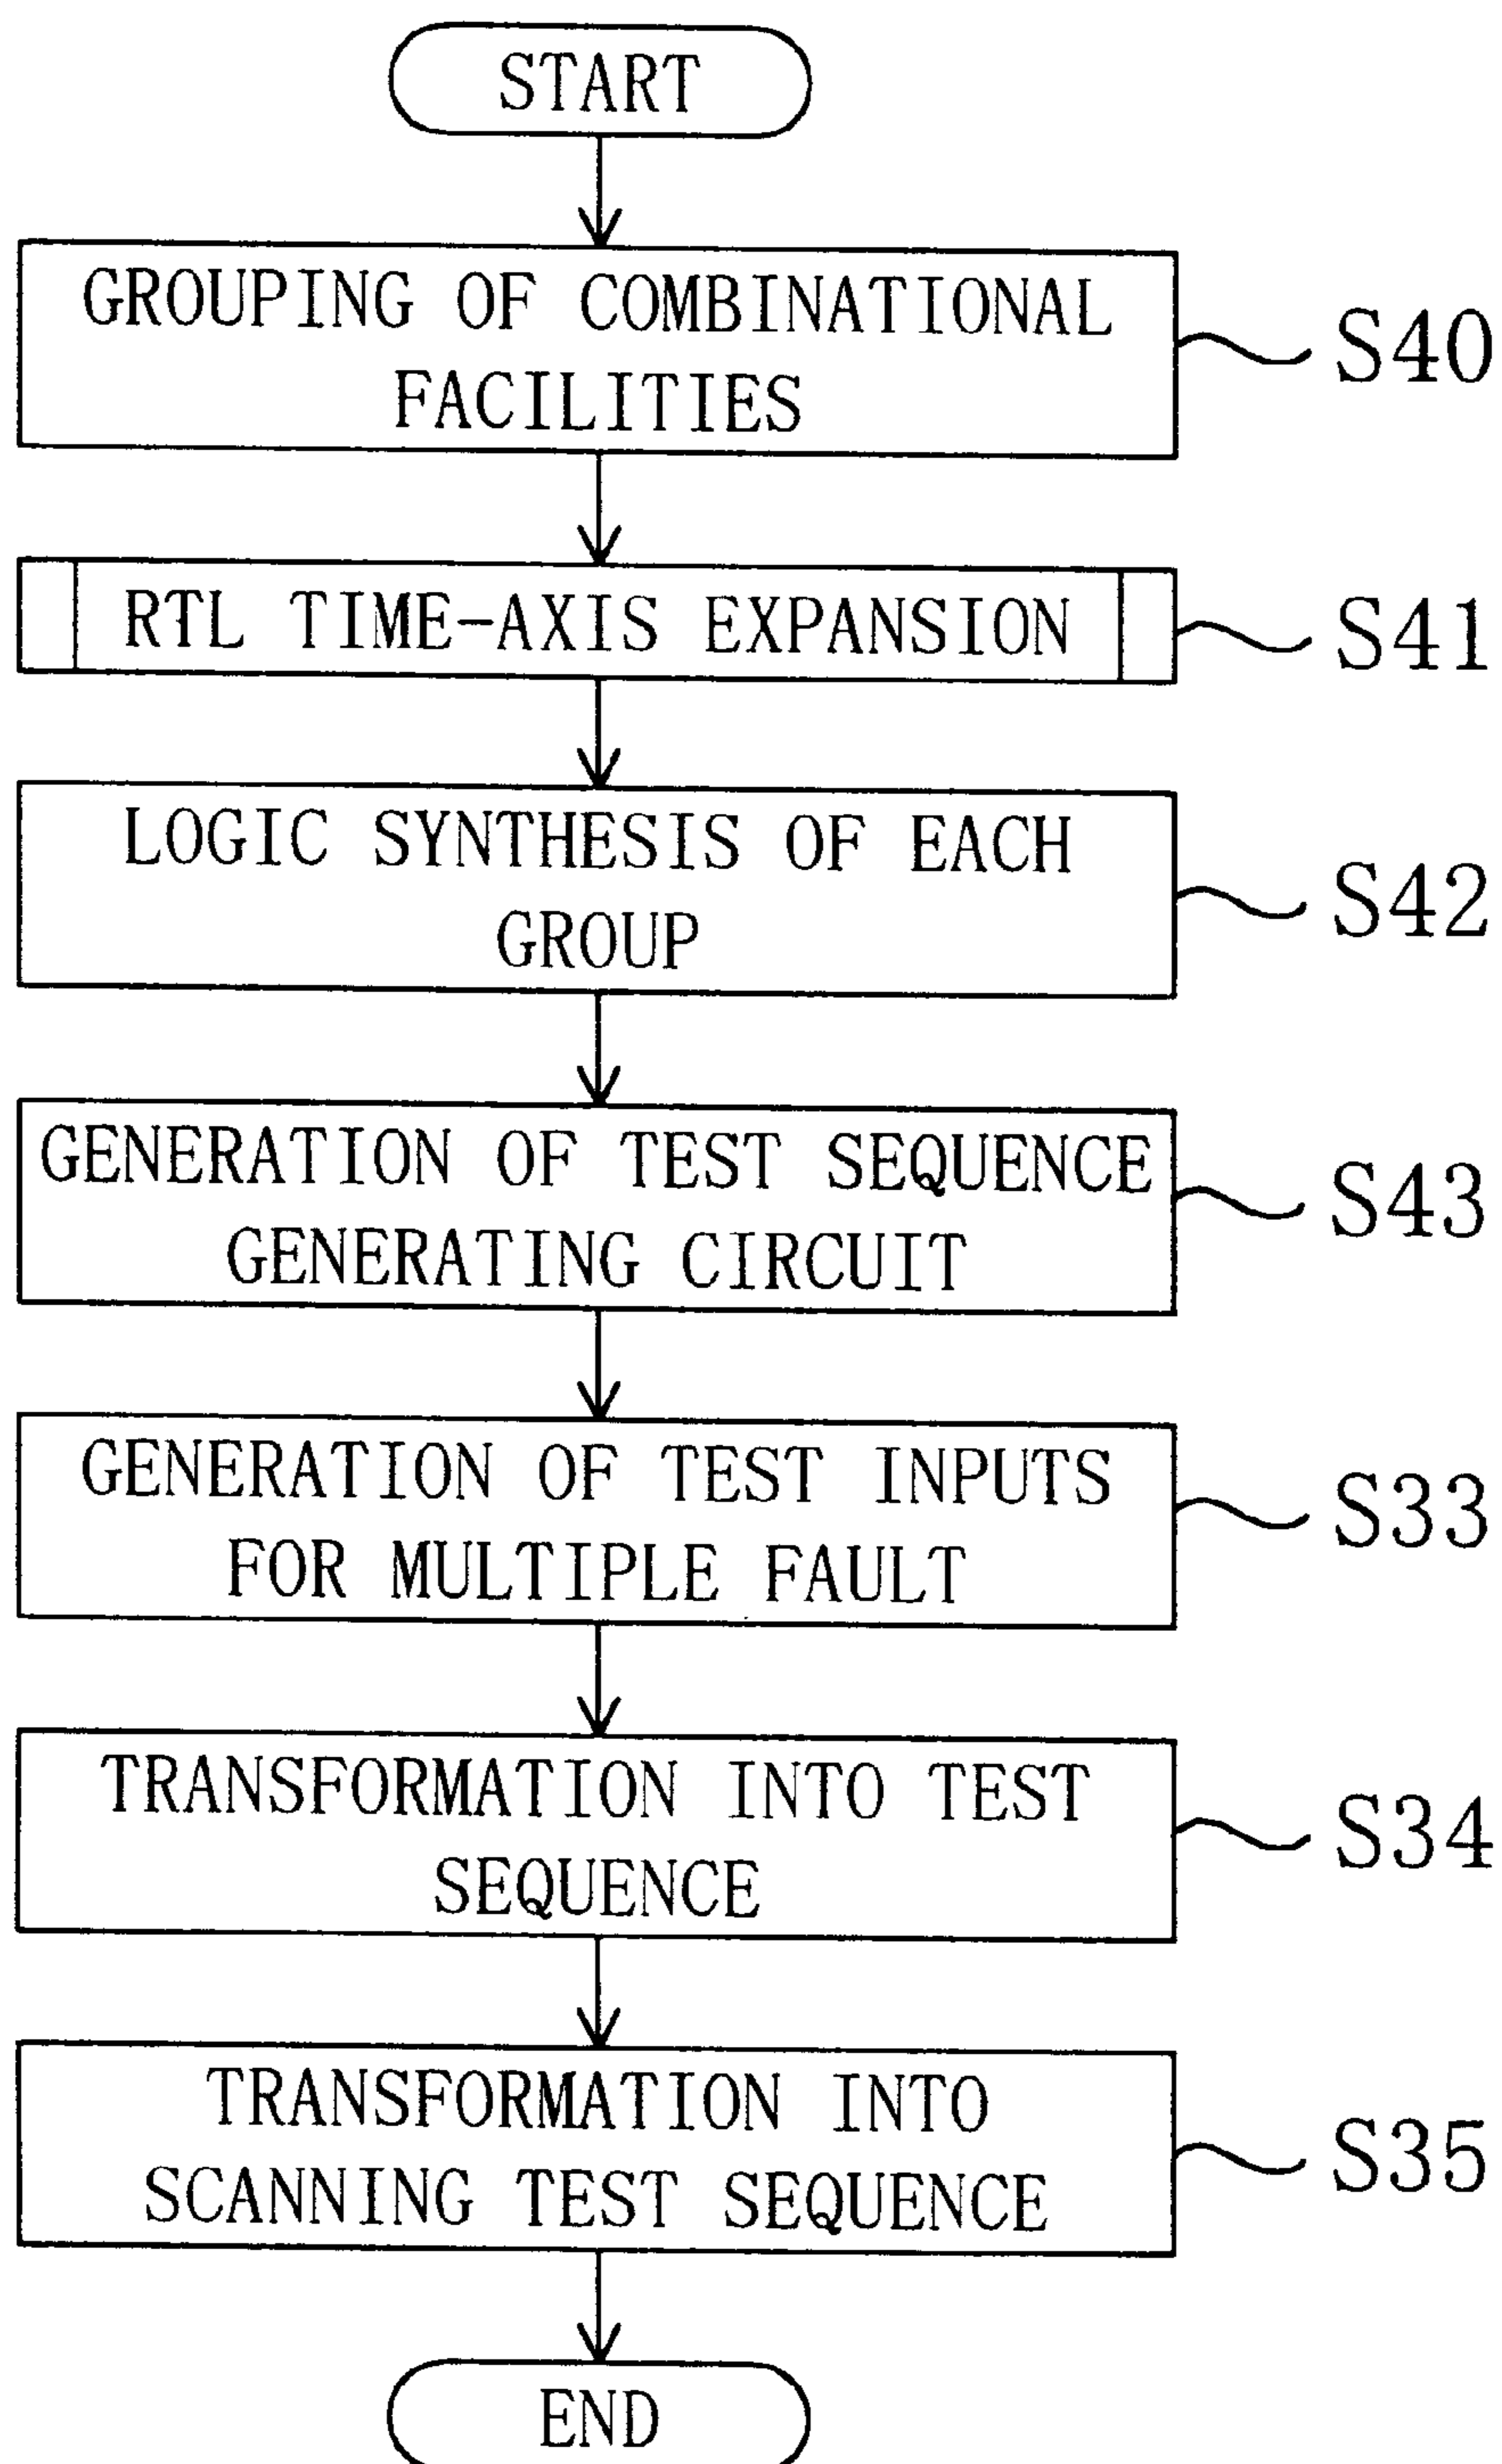 START
GROUPING OF COMBINATIONAL
FACILITIES
S40
RTL TIME-AXIS EXPANSION
S41
LOGIC SYNTHESIS OF EACH
GROUP
S42
GENERATION OF TEST SEQUENCE
GENERATING CIRCUIT
S43
GENERATION OF TEST INPUTS
FOR MULTIPLE FAULT
S33
TRANSFORMATION INTO TEST
SEQUENCE
S34
TRANSFORMATION INTO
SCANNING TEST SEQUENCE
S35
END